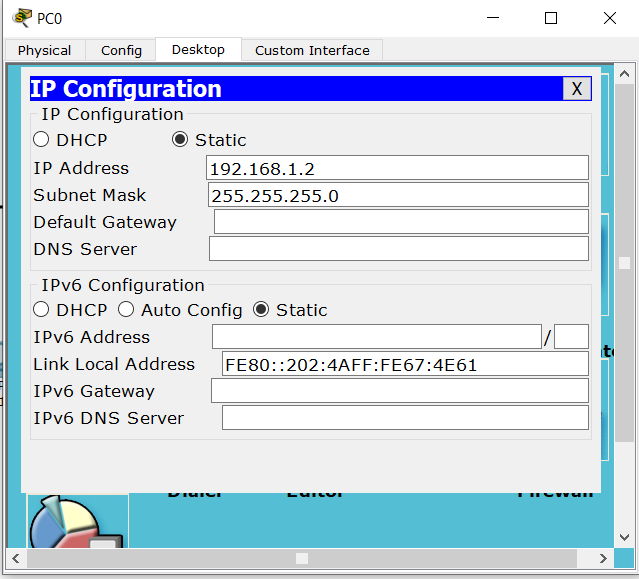 PC0
Physical Config Desktop Custom Interface
IP Configuration X
IP Configuration
DHCP Static
IP Address 192.168.1.2
Subnet Mask 255.255.255.0
Default Gateway
DNS Server
IPv6 Configuration
DHCP Auto Config Static
IPv6 Address /
Link Local Address FE80::202:4AFF:FE67:4E61
IPv6 Gateway
IPv6 DNS Server
Dialer Editor Firewall